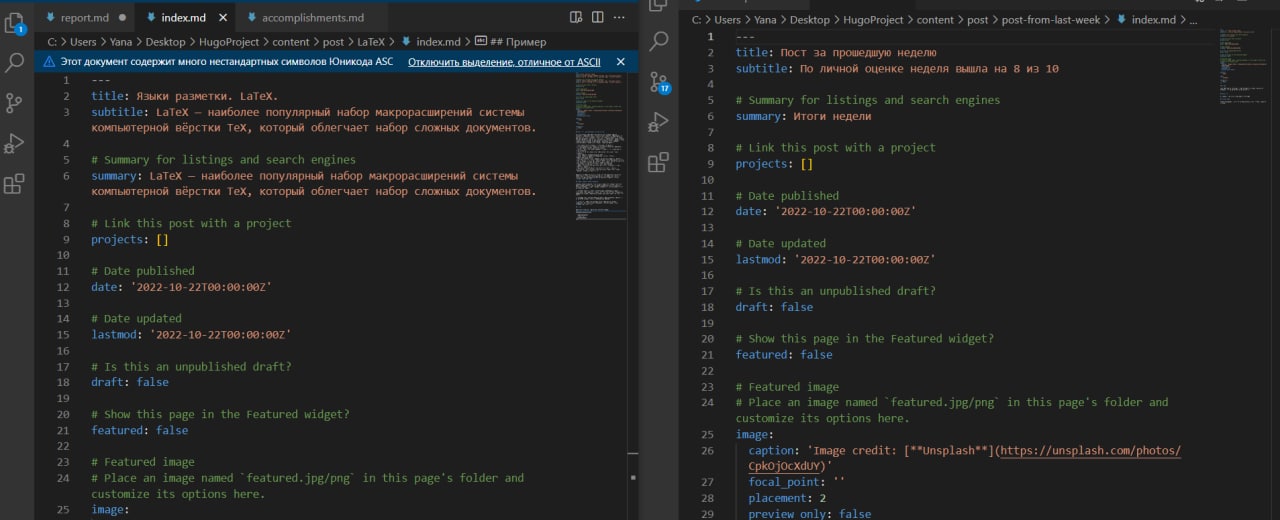 report.md
index.md
accomplishments.md
1
C: > Users > Yana > Desktop > HugoProject > content > post > LaTeX > index.md > ## Пример
Этот документ содержит много нестандартных символов Юникода ASC
Отключить выделение, отличное от ASCII
1 ---
2 title: Языки разметки. LaTeX.
3 subtitle: LaTeX — наиболее популярный набор макрорасширений системы
компьютерной вёрстки TeX, который облегчает набор сложных документов.
4
5 # Summary for listings and search engines
6 summary: LaTeX — наиболее популярный набор макрорасширений системы
компьютерной вёрстки TeX, который облегчает набор сложных документов.
7
8 # Link this post with a project
9 projects: []
10
11 # Date published
12 date: '2022-10-22T00:00:00Z'
13
14 # Date updated
15 lastmod: '2022-10-22T00:00:00Z'
16
17 # Is this an unpublished draft?
18 draft: false
19
20 # Show this page in the Featured widget?
21 featured: false
22
23 # Featured image
24 # Place an image named `featured.jpg/png` in this page's folder and
customize its options here.
25 image:
C: > Users > Yana > Desktop > HugoProject > content > post > post-from-last-week > index.md > ...
17
1 ---
2 title: Пост за прошедшую неделю
3 subtitle: По личной оценке неделя вышла на 8 из 10
4
5 # Summary for listings and search engines
6 summary: Итоги недели
7
8 # Link this post with a project
9 projects: []
10
11 # Date published
12 date: '2022-10-22T00:00:00Z'
13
14 # Date updated
15 lastmod: '2022-10-22T00:00:00Z'
16
17 # Is this an unpublished draft?
18 draft: false
19
20 # Show this page in the Featured widget?
21 featured: false
22
23 # Featured image
24 # Place an image named `featured.jpg/png` in this page's folder and
customize its options here.
25 image:
26 caption: 'Image credit: [**Unsplash**](https://unsplash.com/photos/
CpkOjOcXdUY)'
27 focal_point: ''
28 placement: 2
29 preview_only: false